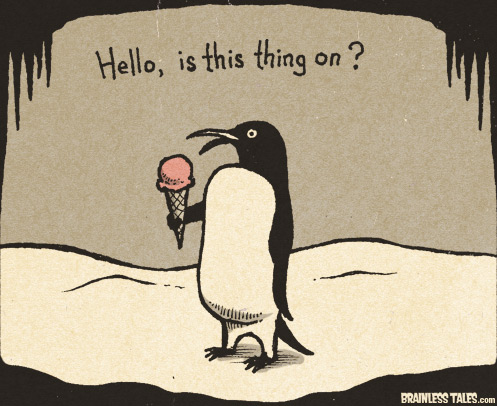 Hello, is this thing on?
BRAINLESS TALES.com